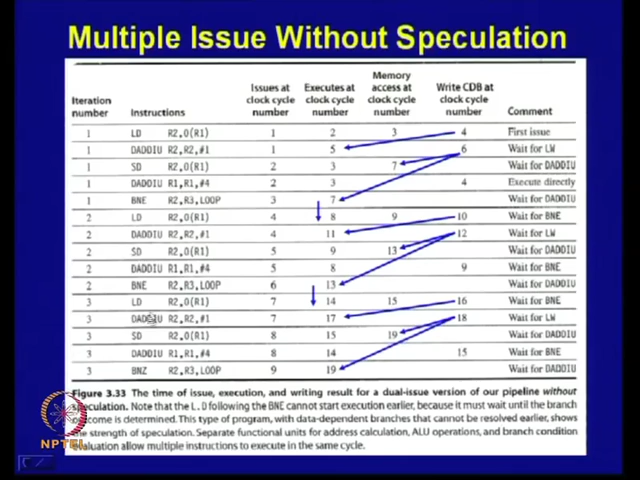 Multiple Issue Without Speculation
Iteration number Instructions Issues at clock cycle number Executes at clock cycle number Memory access at clock cycle number Write CDB at clock cycle number Comment
1 LD R2,0(R1) 1 2 3 4 First issue
1 DADDIU R2,R2,#1 1 5 6 Wait for LW
1 SD R2,0(R1) 2 3 7 Wait for DADDIU
1 DADDIU R1,R1,#4 2 3 4 Execute directly
1 BNE R2,R3,LOOP 3 7 Wait for DADDIU
2 LD R2,0(R1) 4 8 9 10 Wait for BNE
2 DADDIU R2,R2,#1 4 11 12 Wait for LW
2 SD R2,0(R1) 5 9 13 Wait for DADDIU
2 DADDIU R1,R1,#4 5 8 9 Wait for BNE
2 BNE R2,R3,LOOP 6 13 Wait for DADDIU
3 LD R2,0(R1) 7 14 15 16 Wait for BNE
3 DADDIU R2,R2,#1 7 17 18 Wait for LW
3 SD R2,0(R1) 8 15 19 Wait for DADDIU
3 DADDIU R1,R1,#4 8 14 15 Wait for BNE
3 BNZ R2,R3,LOOP 9 19 Wait for DADDIU
Figure 3.33 The time of issue, execution, and writing result for a dual-issue version of our pipeline without
speculation. Note that the L.D following the BNE cannot start execution earlier, because it must wait until the branch
outcome is determined. This type of program, with data-dependent branches that cannot be resolved earlier, shows
the strength of speculation. Separate functional units for address calculation, ALU operations, and branch condition
evaluation allow multiple instructions to execute in the same cycle.
NPTEL